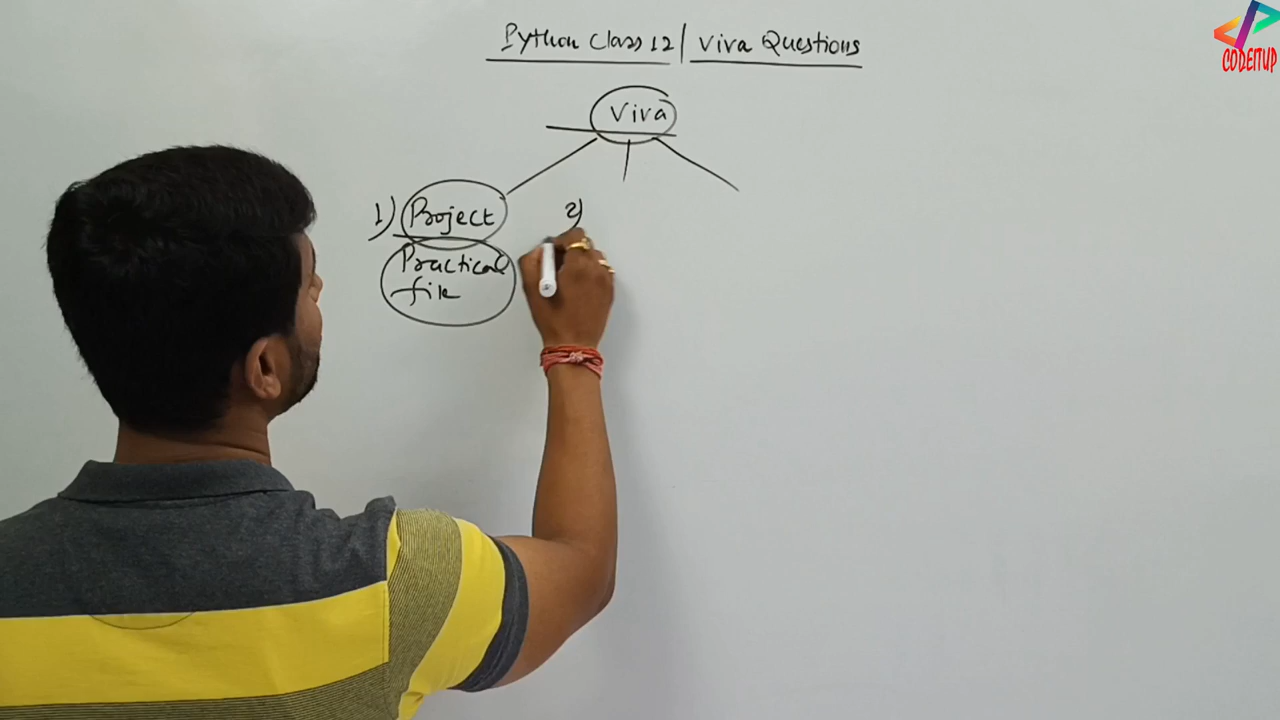 Python Class 12 | Viva Questions
CODEITUP
Viva
1) Project
2)
Practical
file